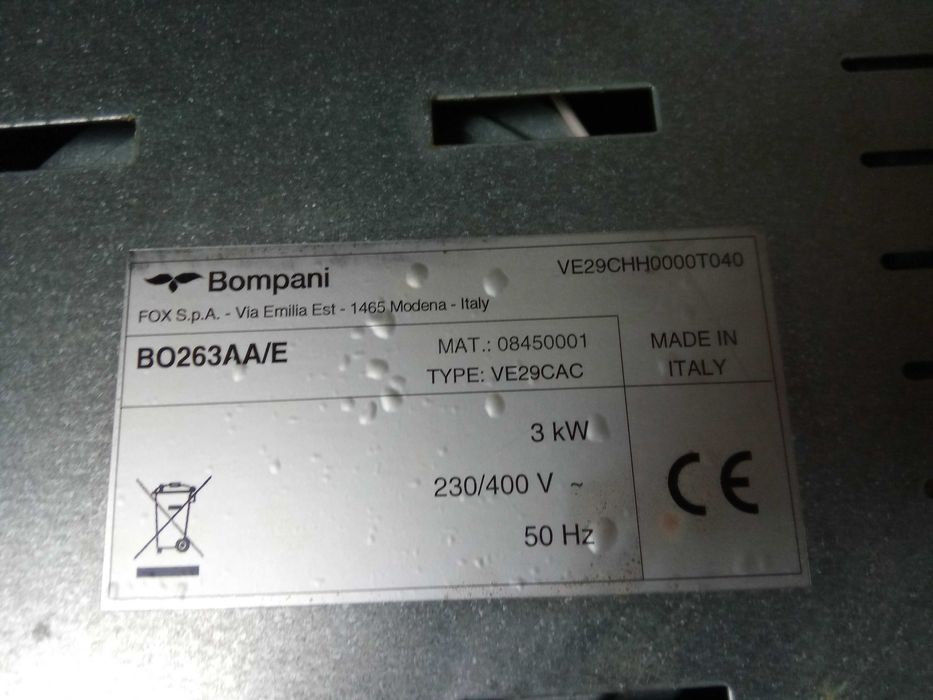 Bompani
VE29CHH0000T040
FOX S.p.A. - Via Emilia Est - 1465 Modena - Italy
BO263AA/E
MAT.: 08450001
TYPE: VE29CAC
MADE IN
ITALY
3 kW
230/400 V ~
50 Hz
CE